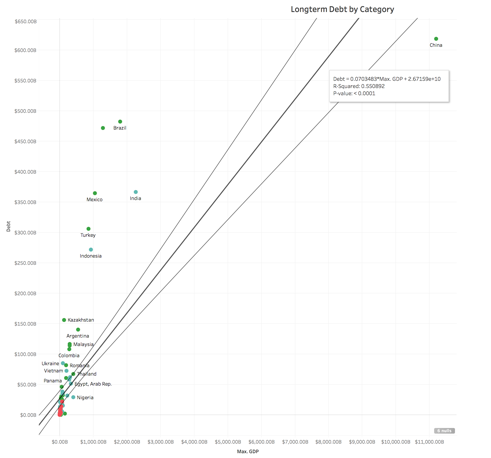 Longterm Debt by Category
$650.00B
$600.00B
$550.00B
$500.00B
$450.00B
$400.00B
$350.00B
$300.00B
$250.00B
$200.00B
$150.00B
$100.00B
$50.00B
$0.00B
Debt
China
Debt = 0.0703483*Max. GDP + 2.67159e+10
R-Squared: 0.550892
P-value: < 0.0001
Brazil
India
Mexico
Turkey
Indonesia
Kazakhstan
Argentina
Malaysia
Colombia
Ukraine
Romania
Vietnam
Thailand
Panama
Egypt, Arab Rep.
Nigeria
$0.00B
$1,000.00B
$2,000.00B
$3,000.00B
$4,000.00B
$5,000.00B
$6,000.00B
$7,000.00B
$8,000.00B
$9,000.00B
$10,000.00B
$11,000.00B
Max. GDP